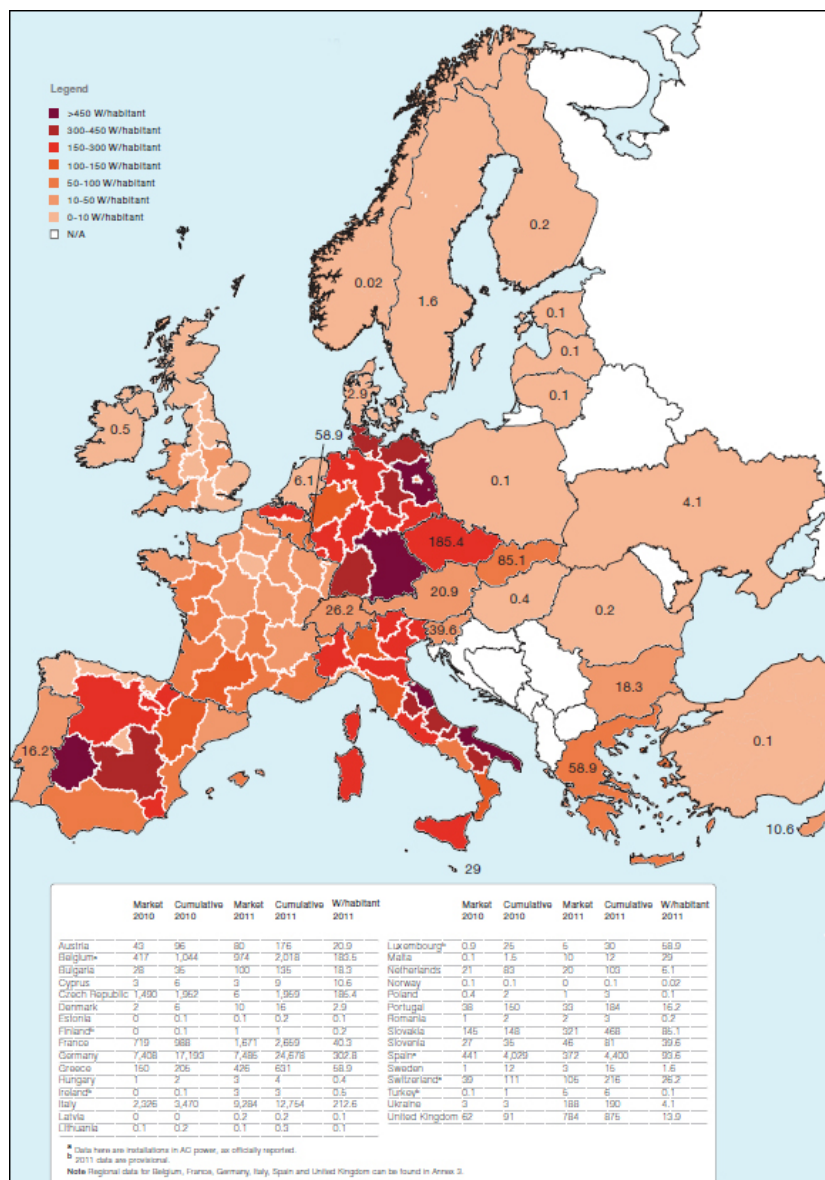 Legend
>450 W/habitant
300-450 W/habitant
150-300 W/habitant
100-150 W/habitant
50-100 W/habitant
10-50 W/habitant
0-10 W/habitant
N/A
0.2
0.02
1.6
0.1
0.1
0.1
2.9
0.5
58.9
6.1
0.1
4.1
185.4
85.1
20.9
0.4
0.2
26.2
39.6
18.3
16.2
0.1
58.9
10.6
29
Market 2010 Cumulative 2010 Market 2011 Cumulative 2011 W/habitant 2011
Austria 43 96 80 176 20.9
Belgiumᵃ 417 1,044 974 2,018 183.5
Bulgaria 28 35 100 135 18.3
Cyprus 3 6 3 9 10.6
Czech Republic 1,490 1,952 6 1,959 185.4
Denmark 2 6 10 16 2.9
Estonia 0 0.1 0.1 0.2 0.1
Finlandᵇ 0 0.1 1 1 0.2
France 719 988 1,671 2,659 40.3
Germany 7,408 17,193 7,485 24,678 302.8
Greece 150 205 426 631 58.9
Hungary 1 2 3 4 0.4
Irelandᵇ 0 0.1 3 3 0.5
Italy 2,326 3,470 9,284 12,754 212.6
Latvia 0 0 0.2 0.2 0.1
Lithuania 0.1 0.2 0.1 0.3 0.1
Market 2010 Cumulative 2010 Market 2011 Cumulative 2011 W/habitant 2011
Luxembourgᵇ 0.9 25 5 30 58.9
Malta 0.1 1.5 10 12 29
Netherlands 21 83 20 103 6.1
Norway 0.1 0.1 0 0.1 0.02
Poland 0.4 2 1 3 0.1
Portugal 38 150 33 184 16.2
Romania 1 2 2 3 0.2
Slovakia 145 148 321 468 85.1
Slovenia 27 35 46 81 39.6
Spainᵃ 441 4,029 372 4,400 93.6
Sweden 1 12 3 15 1.6
Switzerlandᵃ 39 111 105 216 26.2
Turkeyᵇ 0.1 1 5 6 0.1
Ukraine 3 3 188 190 4.1
United Kingdom 62 91 784 875 13.9
a Data here are installations in AC power, as officially reported.
b 2011 data are provisional.
Note Regional data for Belgium, France, Germany, Italy, Spain and United Kingdom can be found in Annex 3.